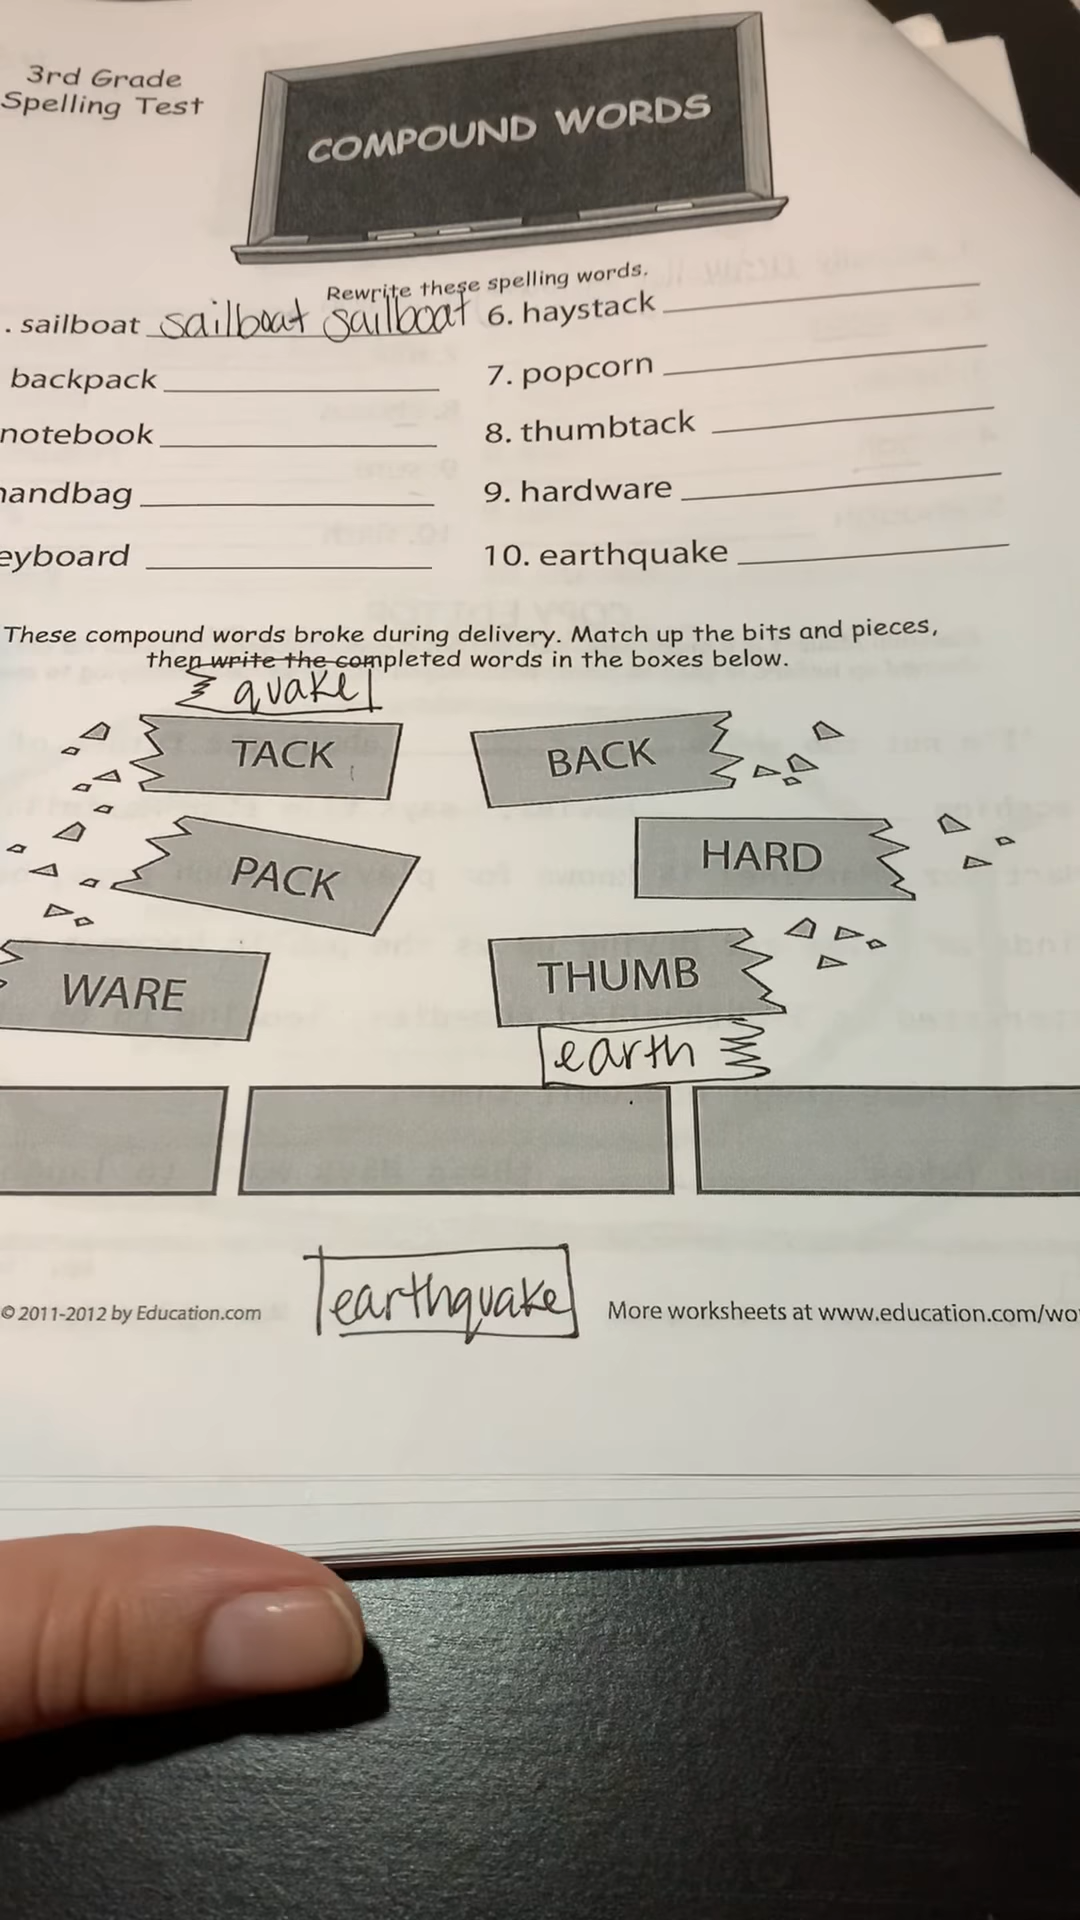 3rd Grade
Spelling Test
COMPOUND WORDS
Rewrite these spelling words.
. sailboat sailboat sailboat 6. haystack
backpack 7. popcorn
notebook 8. thumbtack
handbag 9. hardware
eyboard 10. earthquake
These compound words broke during delivery. Match up the bits and pieces,
then write the completed words in the boxes below.
quake
TACK BACK
PACK HARD
WARE THUMB
earth
earthquake
© 2011-2012 by Education.com More worksheets at www.education.com/wo